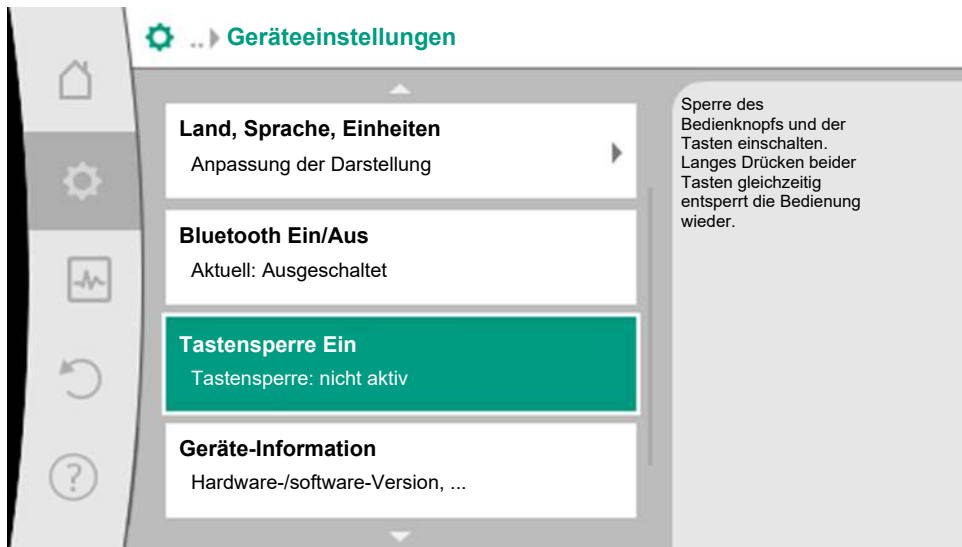 .. Geräteeinstellungen
Land, Sprache, Einheiten
Anpassung der Darstellung
Bluetooth Ein/Aus
Aktuell: Ausgeschaltet
Tastensperre Ein
Tastensperre: nicht aktiv
Geräte-Information
Hardware-/software-Version, ...
?
Sperre des
Bedienknopfs und der
Tasten einschalten.
Langes Drücken beider
Tasten gleichzeitig
entsperrt die Bedienung
wieder.